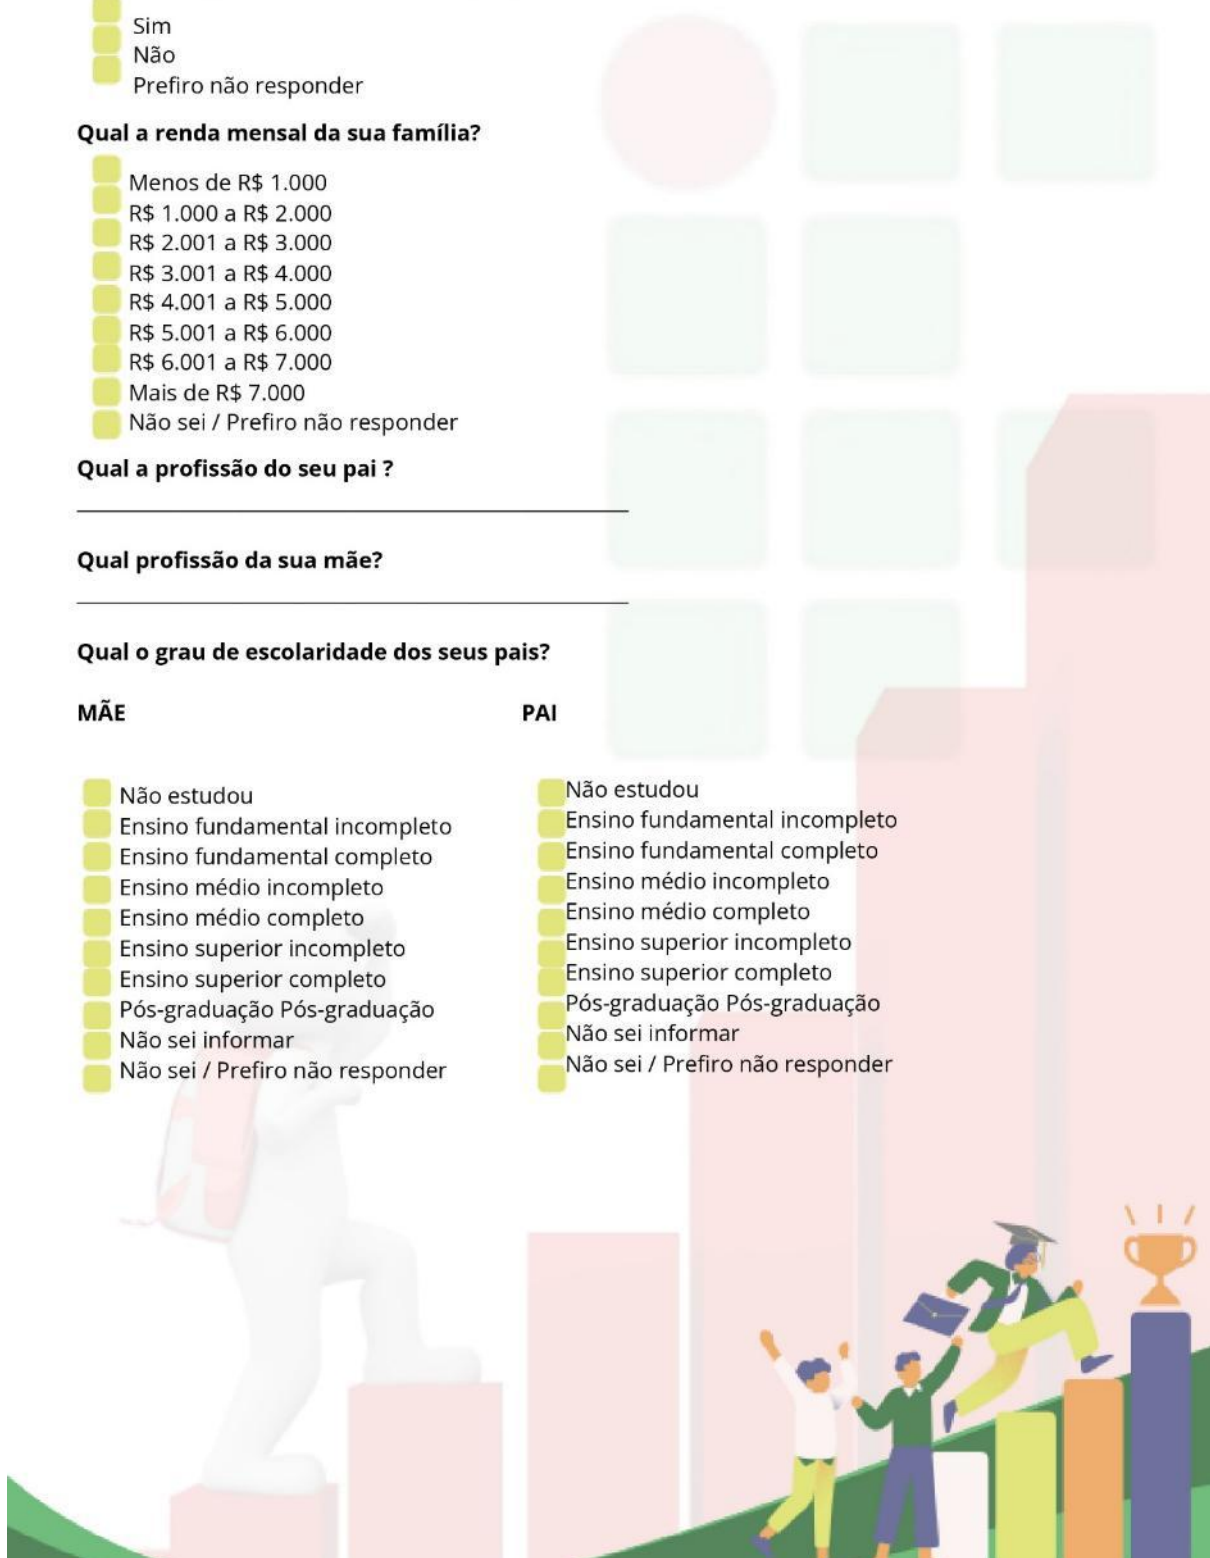 Sim
Não
Prefiro não responder
Qual a renda mensal da sua família?
Menos de R$ 1.000
R$ 1.000 a R$ 2.000
R$ 2.001 a R$ 3.000
R$ 3.001 a R$ 4.000
R$ 4.001 a R$ 5.000
R$ 5.001 a R$ 6.000
R$ 6.001 a R$ 7.000
Mais de R$ 7.000
Não sei / Prefiro não responder
Qual a profissão do seu pai ?
Qual profissão da sua mãe?
Qual o grau de escolaridade dos seus pais?
MÃE
Não estudou
Ensino fundamental incompleto
Ensino fundamental completo
Ensino médio incompleto
Ensino médio completo
Ensino superior incompleto
Ensino superior completo
Pós-graduação Pós-graduação
Não sei informar
Não sei / Prefiro não responder
PAI
Não estudou
Ensino fundamental incompleto
Ensino fundamental completo
Ensino médio incompleto
Ensino médio completo
Ensino superior incompleto
Ensino superior completo
Pós-graduação Pós-graduação
Não sei informar
Não sei / Prefiro não responder